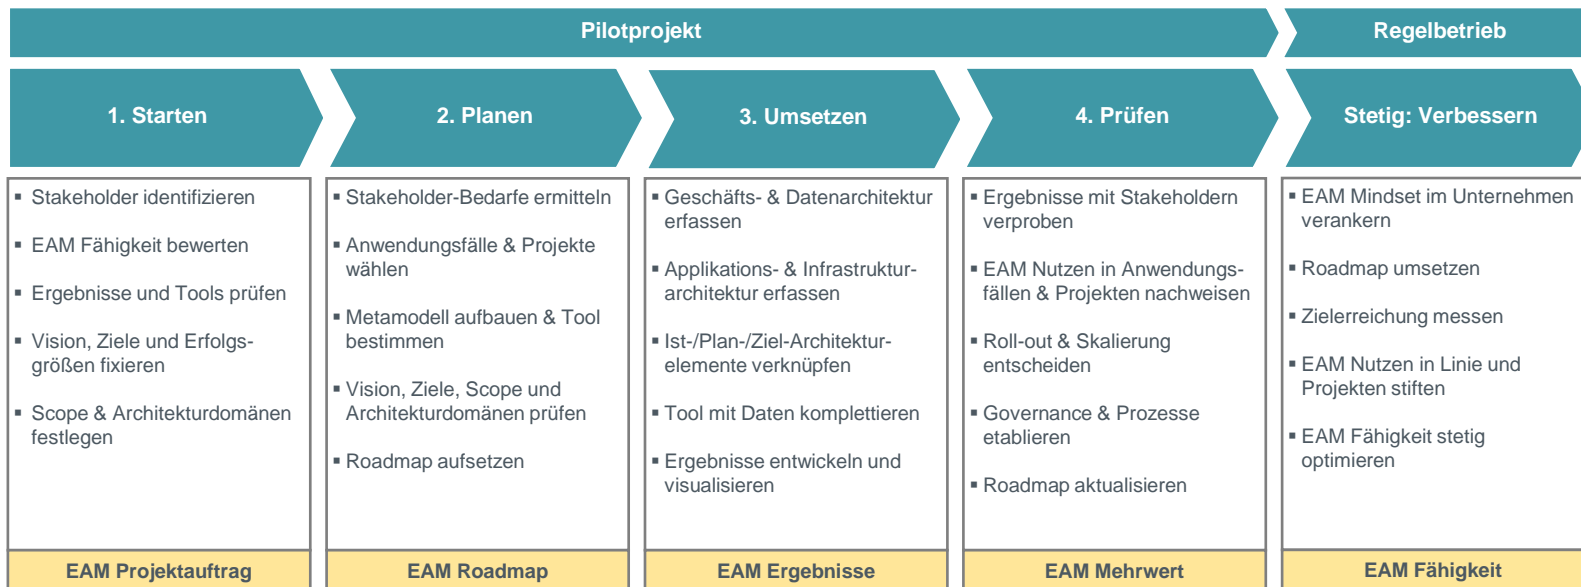 Pilotprojekt
Regelbetrieb
1. Starten
2. Planen
3. Umsetzen
4. Prüfen
Stetig: Verbessern
▪ Stakeholder identifizieren
▪ EAM Fähigkeit bewerten
▪ Ergebnisse und Tools prüfen
▪ Vision, Ziele und Erfolgs-
größen fixieren
▪ Scope & Architekturdomänen
festlegen
EAM Projektauftrag
▪ Stakeholder-Bedarfe ermitteln
▪ Anwendungsfälle & Projekte
wählen
▪ Metamodell aufbauen & Tool
bestimmen
▪ Vision, Ziele, Scope und
Architekturdomänen prüfen
▪ Roadmap aufsetzen
EAM Roadmap
▪ Geschäfts- & Datenarchitektur
erfassen
▪ Applikations- & Infrastruktur-
architektur erfassen
▪ Ist-/Plan-/Ziel-Architektur-
elemente verknüpfen
▪ Tool mit Daten komplettieren
▪ Ergebnisse entwickeln und
visualisieren
EAM Ergebnisse
▪ Ergebnisse mit Stakeholdern
verproben
▪ EAM Nutzen in Anwendungs-
fällen & Projekten nachweisen
▪ Roll-out & Skalierung
entscheiden
▪ Governance & Prozesse
etablieren
▪ Roadmap aktualisieren
EAM Mehrwert
▪ EAM Mindset im Unternehmen
verankern
▪ Roadmap umsetzen
▪ Zielerreichung messen
▪ EAM Nutzen in Linie und
Projekten stiften
▪ EAM Fähigkeit stetig
optimieren
EAM Fähigkeit